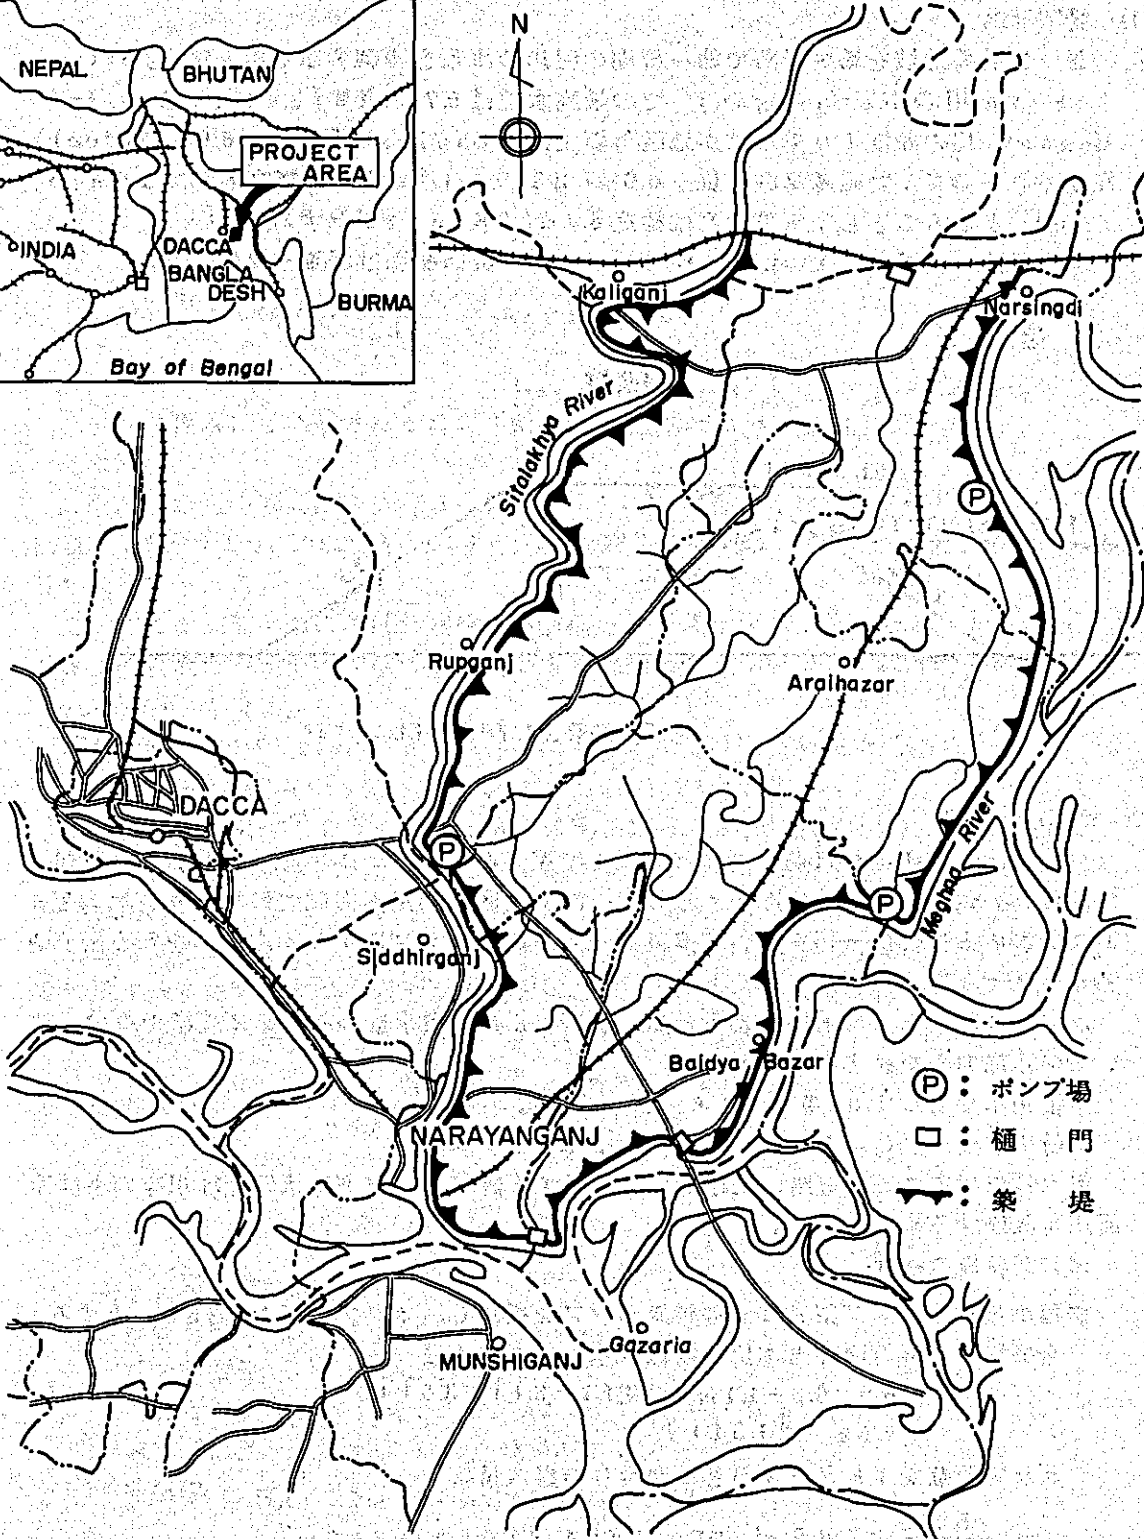 NEPAL
BHUTAN
PROJECT
AREA
INDIA
DACCA
BANGLA
DESH
BURMA
Bay of Bengal
N
Kaliganj
Narsingdi
Sitalakhya River
P
Rupganj
Araihazar
DACCA
P
P
Meghna River
Siddhirganj
Baidya Bazar
NARAYANGANJ
Gazaria
MUNSHIGANJ
P : ポンプ場
: 樋 門
: 築 堤